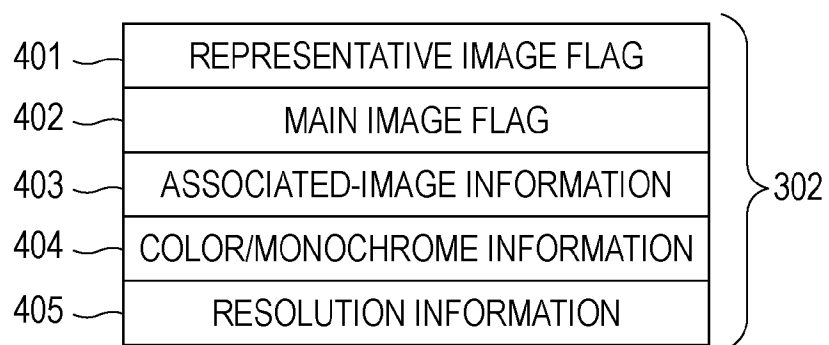 401 REPRESENTATIVE IMAGE FLAG
402 MAIN IMAGE FLAG
403 ASSOCIATED-IMAGE INFORMATION 302
404 COLOR/MONOCHROME INFORMATION
405 RESOLUTION INFORMATION